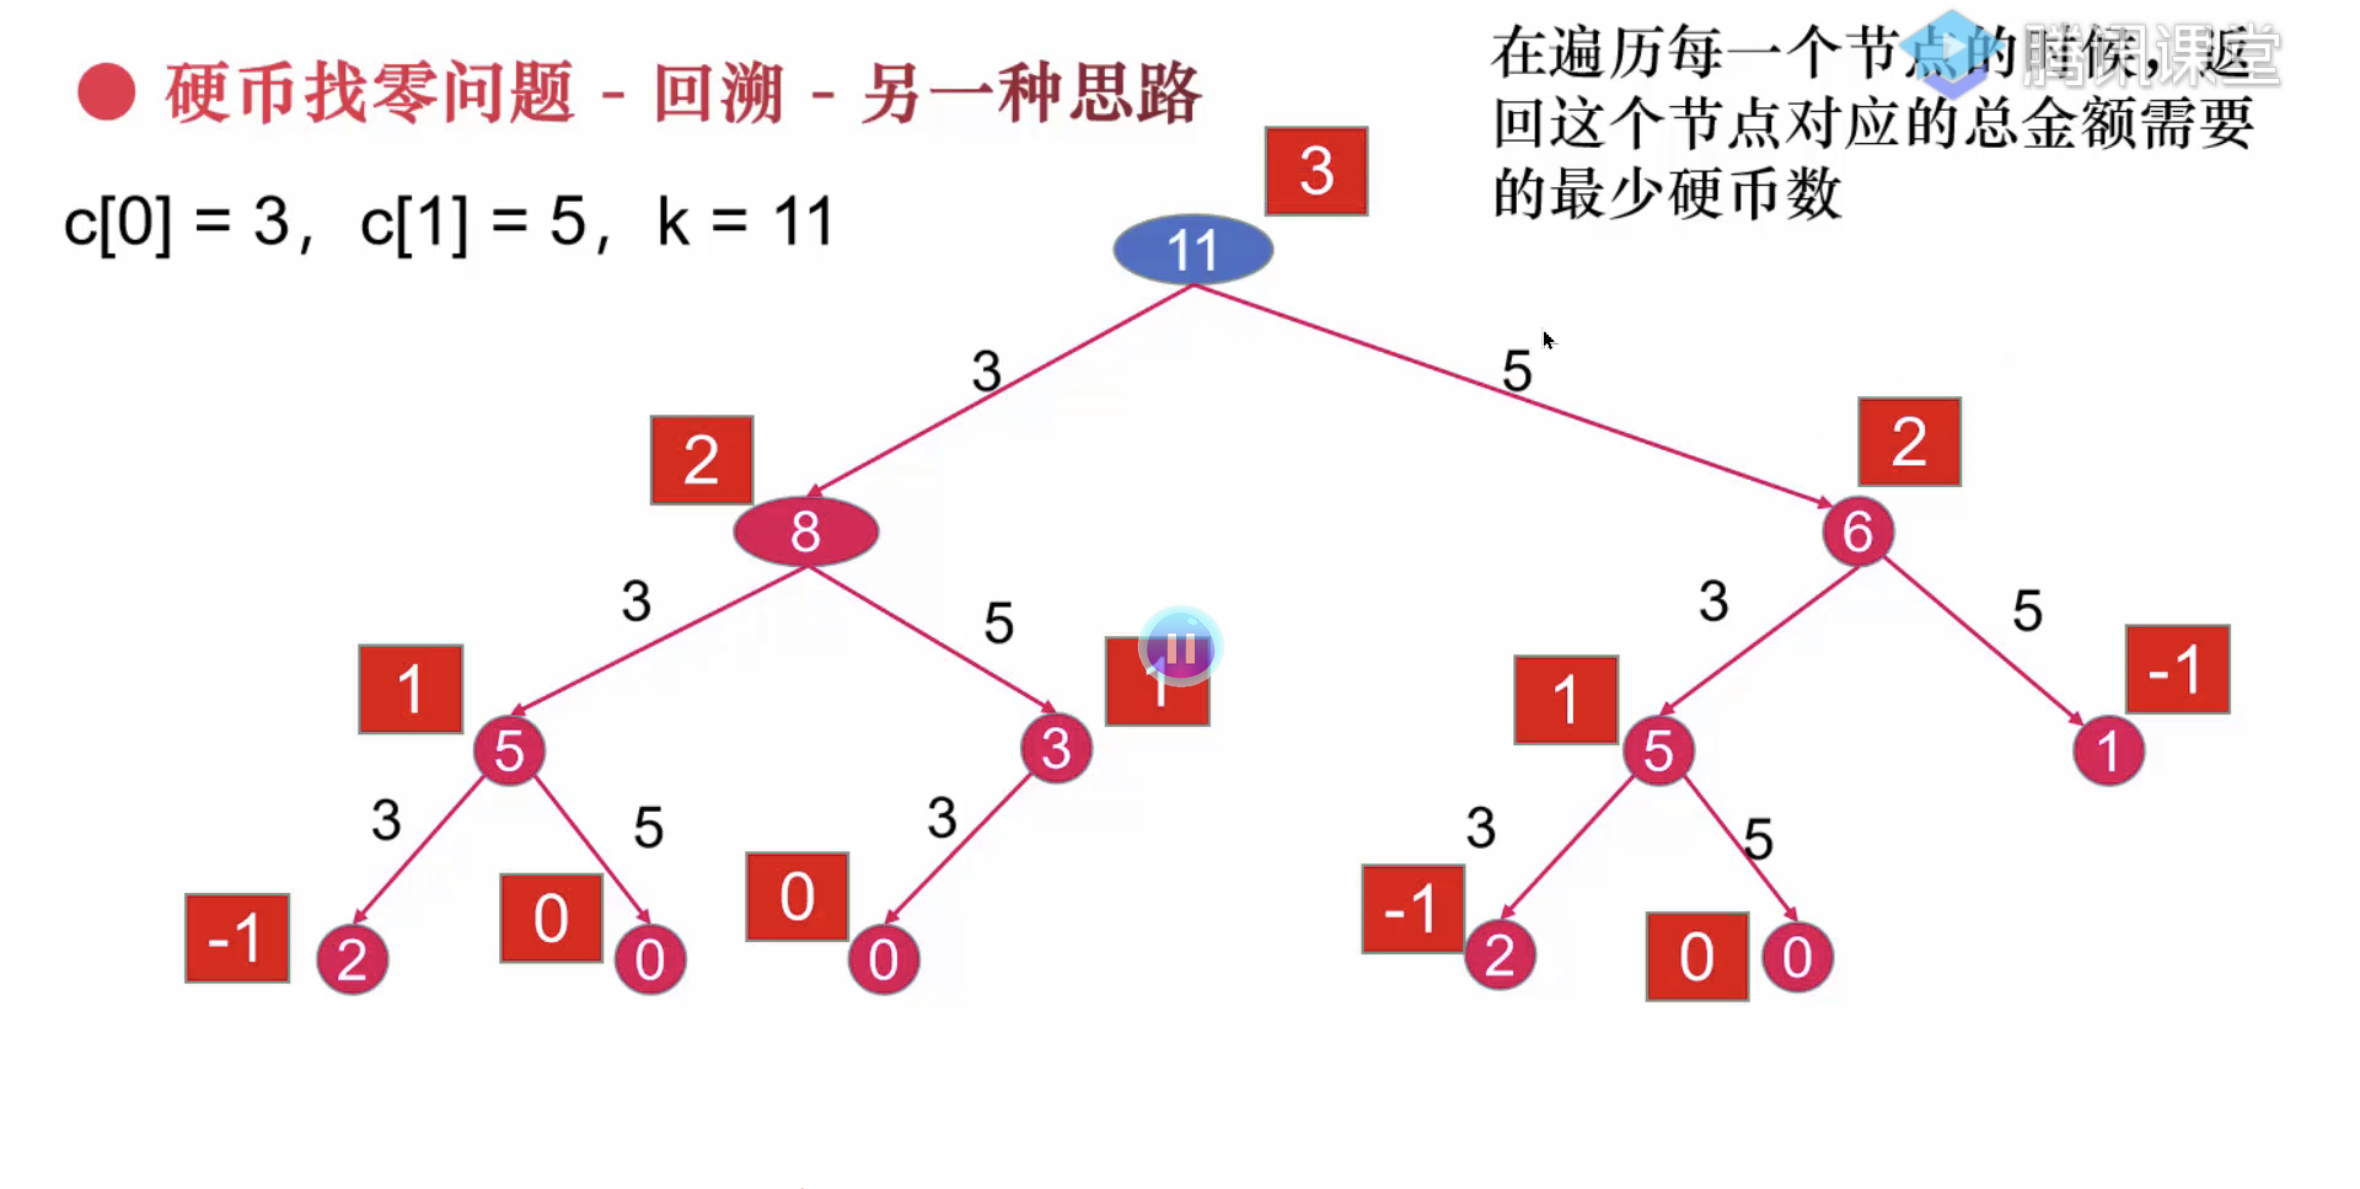 硬币找零问题 - 回溯 - 另一种思路
在遍历每一个节点的时候，返
回这个节点对应的总金额需要
的最少硬币数
腾讯课堂
c[0] = 3，c[1] = 5，k = 11
3
11
3 5
2 2
8 6
3 5 3 5
1 1 1 -1
5 3 5 1
3 5 3 3 5
-1 0 0 -1 0
2 0 0 2 0